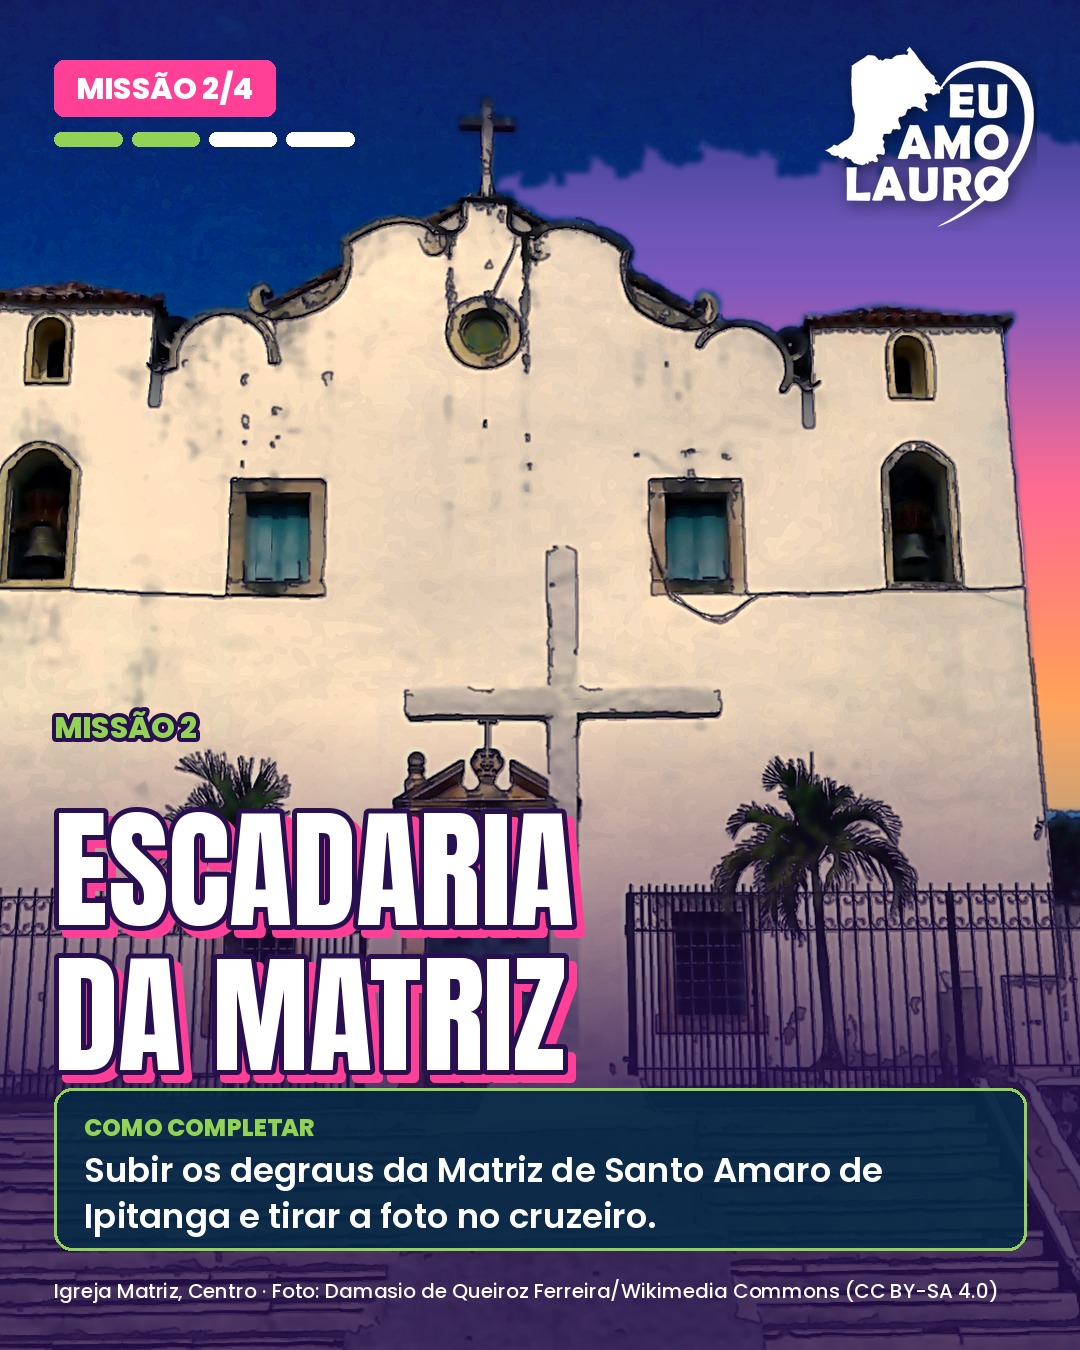 MISSÃO 2/4
EU
AMO
LAURO
MISSÃO 2
ESCADARIA
DA MATRIZ
COMO COMPLETAR
Subir os degraus da Matriz de Santo Amaro de
Ipitanga e tirar a foto no cruzeiro.
Igreja Matriz, Centro · Foto: Damasio de Queiroz Ferreira/Wikimedia Commons (CC BY-SA 4.0)